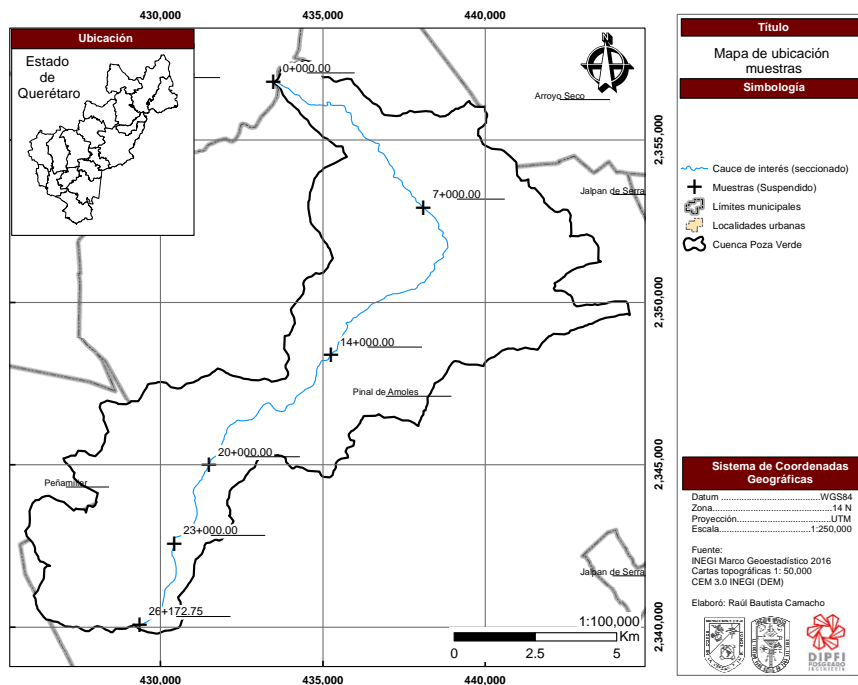 430,000
435,000
440,000
Ubicación
Estado
de
Querétaro
N
0+000.00
Arroyo Seco
Jalpan de Serra
7+000.00
14+000.00
Pinal de Amoles
20+000.00
Peñamiller
23+000.00
26+172.75
Jalpan de Serra
1:100,000
Km
0
2.5
5
2,355,000
2,350,000
2,345,000
2,340,000
430,000
435,000
440,000
Título
Mapa de ubicación
muestras
Simbología
Cauce de interés (seccionado)
Muestras (Suspendido)
Límites municipales
Localidades urbanas
Cuenca Poza Verde
Sistema de Coordenadas
Geográficas
Datum ..........................WGS84
Zona..............................14 N
Proyección.......................UTM
Escala..............................1:250,000
Fuente:
INEGI Marco Geoestadístico 2016
Cartas topográficas 1: 50,000
CEM 3.0 INEGI (DEM)
Elaboró: Raúl Bautista Camacho
DIPFI
POSGRADO
INGENIERÍA